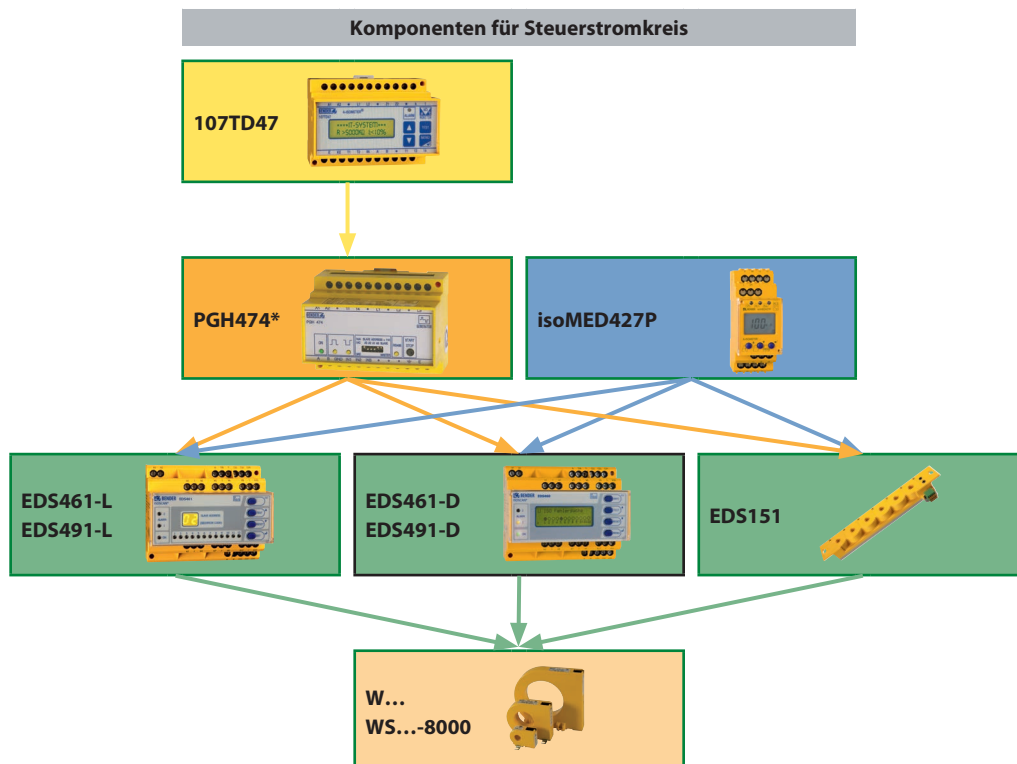 Komponenten für Steuerstromkreis
107TD47
PGH474*
isoMED427P
EDS461-L
EDS491-L
EDS461-D
EDS491-D
EDS151
W…
WS…-8000